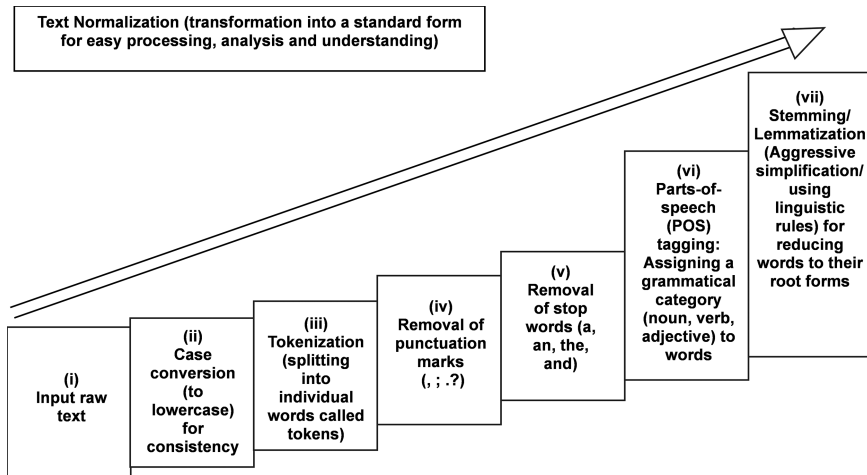 Text Normalization (transformation into a standard form
for easy processing, analysis and understanding)
(i)
Input raw
text
(ii)
Case
conversion
(to
lowercase)
for
consistency
(iii)
Tokenization
(splitting
into
individual
words called
tokens)
(iv)
Removal of
punctuation
marks
(, ; .?)
(v)
Removal
of stop
words (a,
an, the,
and)
(vi)
Parts-of-
speech
(POS)
tagging:
Assigning a
grammatical
category
(noun, verb,
adjective) to
words
(vii)
Stemming/
Lemmatization
(Aggressive
simplification/
using
linguistic
rules) for
reducing
words to their
root forms